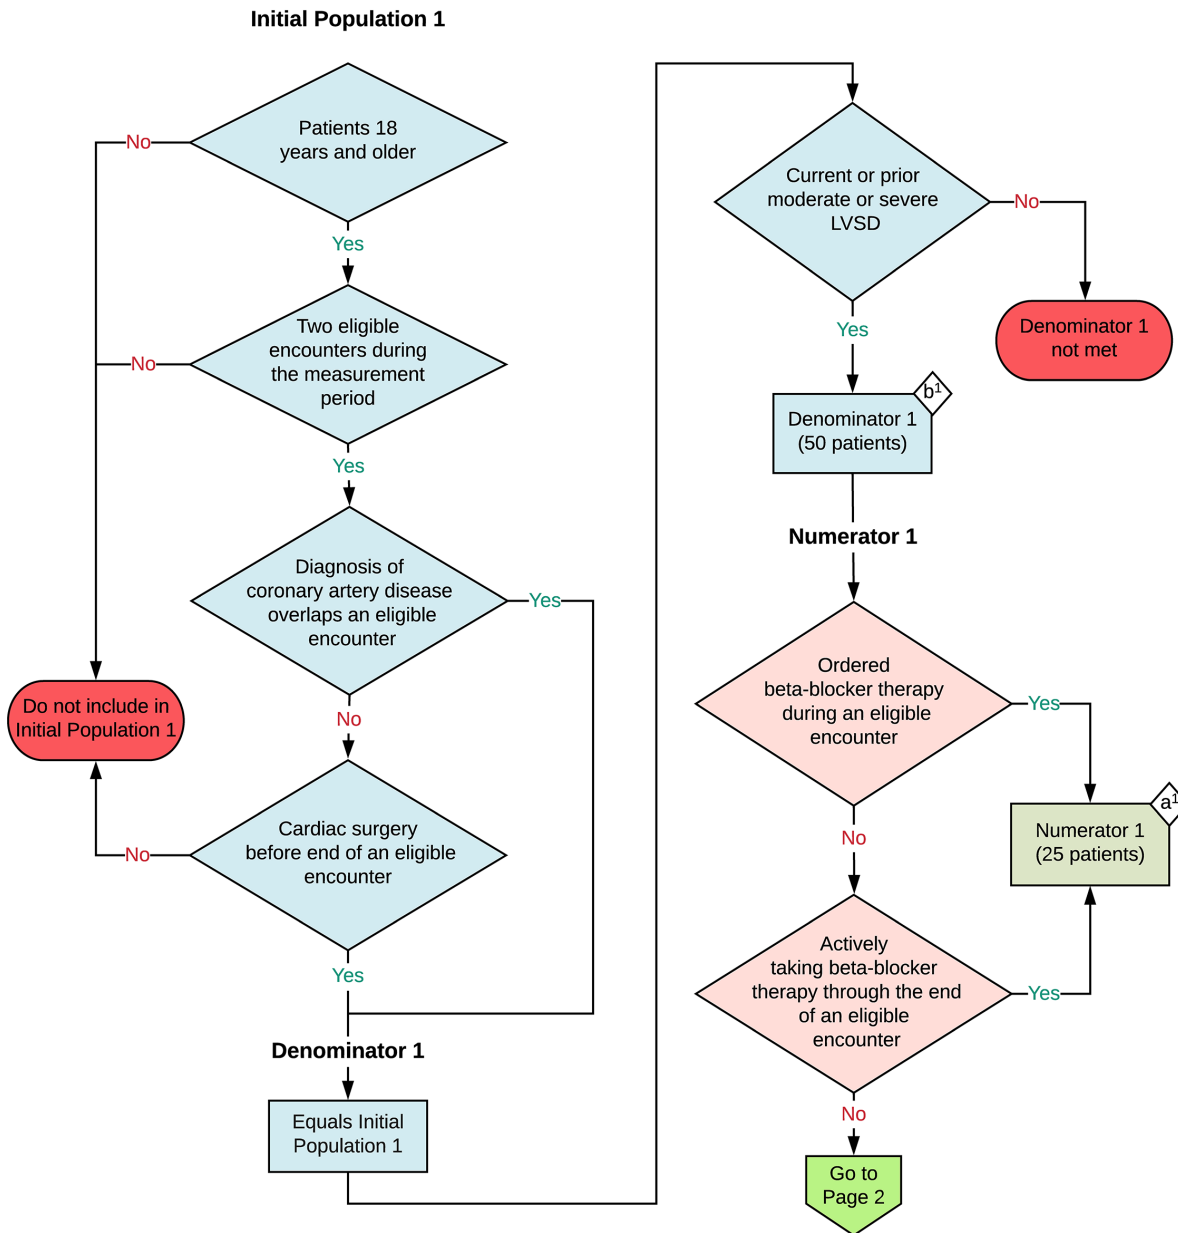 Initial Population 1
Patients 18
years and older
No
Yes
Two eligible
encounters during
the measurement
period
No
Yes
Diagnosis of
coronary artery disease
overlaps an eligible
encounter
Yes
No
Do not include in
Initial Population 1
Cardiac surgery
before end of an eligible
encounter
No
Yes
Denominator 1
Equals Initial
Population 1
Current or prior
moderate or severe
LVSD
No
Denominator 1
not met
Yes
b¹
Denominator 1
(50 patients)
Numerator 1
Ordered
beta-blocker therapy
during an eligible
encounter
Yes
No
a¹
Numerator 1
(25 patients)
Actively
taking beta-blocker
therapy through the end
of an eligible
encounter
Yes
No
Go to
Page 2